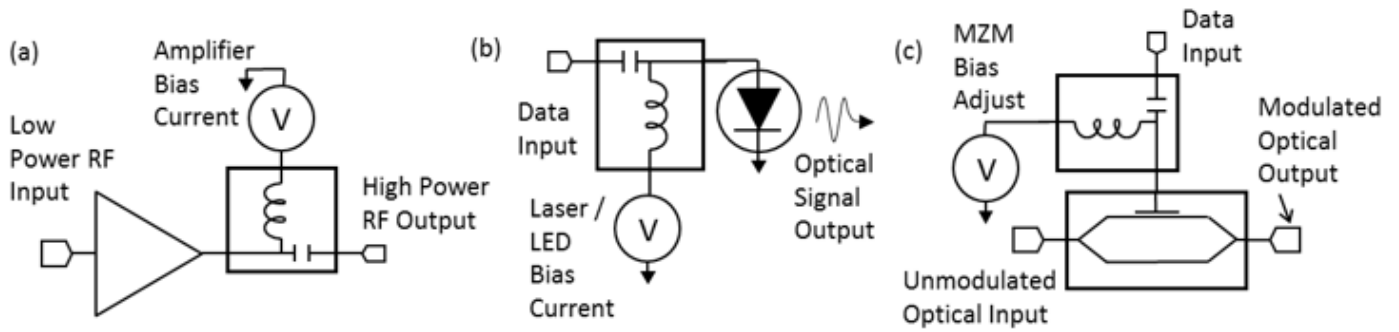 (a)
Amplifier
Bias
Current
V
Low
Power RF
Input
High Power
RF Output
(b)
Data
Input
Laser /
LED
Bias
Current
V
Optical
Signal
Output
(c)
MZM
Bias
Adjust
V
Data
Input
Modulated
Optical
Output
Unmodulated
Optical Input